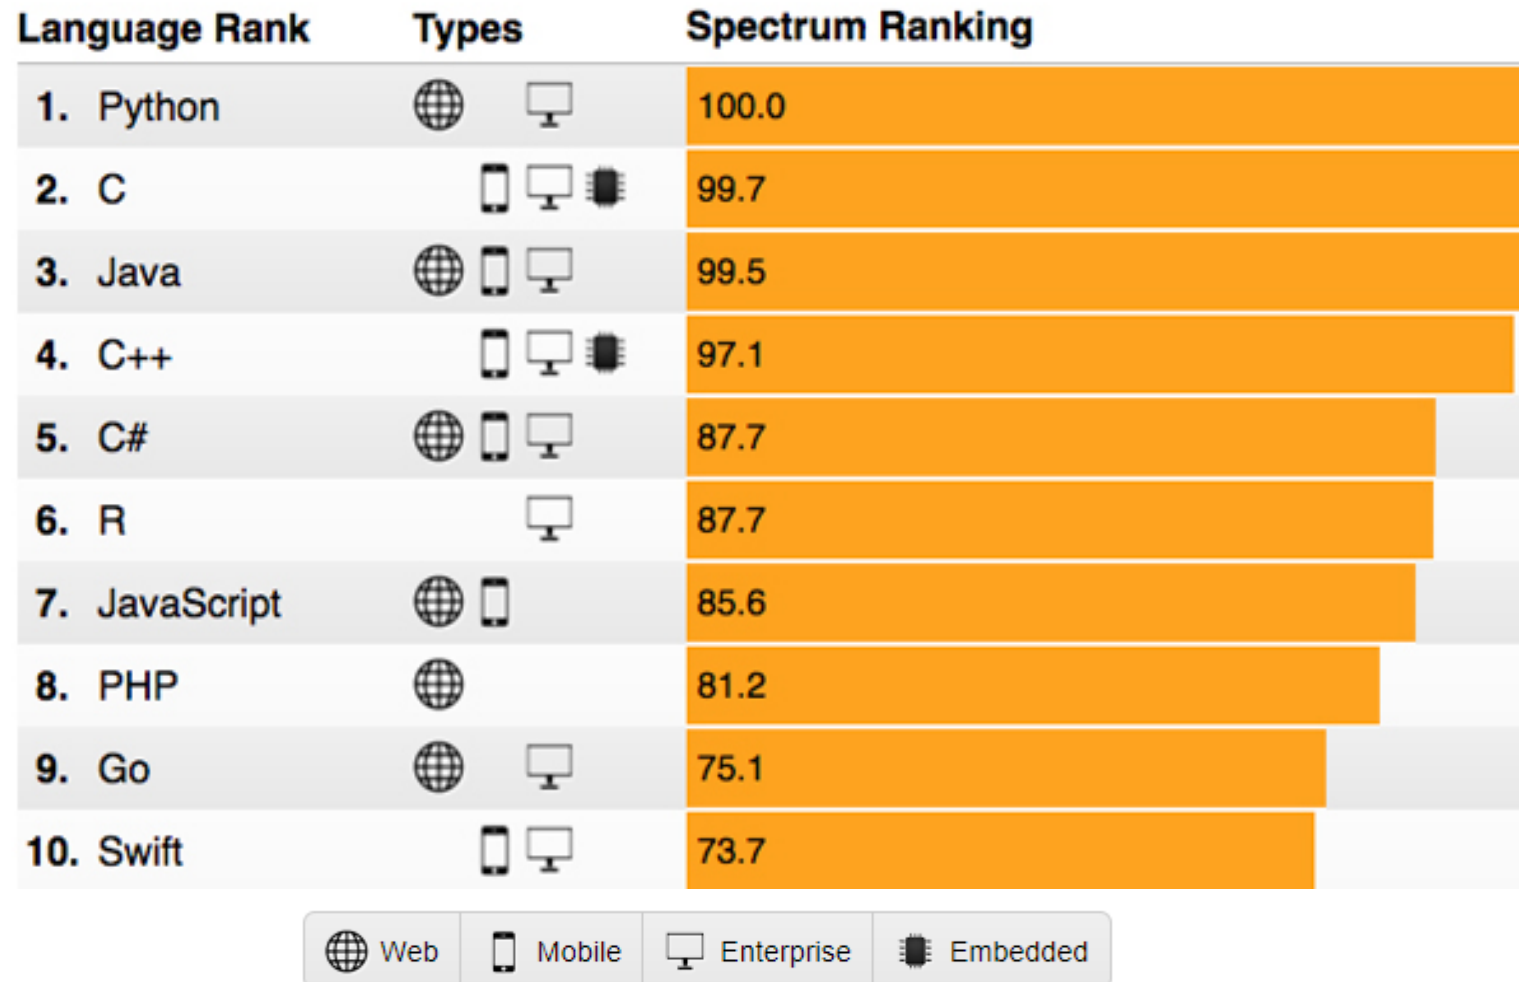 Language Rank Types Spectrum Ranking
1. Python 100.0
2. C 99.7
3. Java 99.5
4. C++ 97.1
5. C# 87.7
6. R 87.7
7. JavaScript 85.6
8. PHP 81.2
9. Go 75.1
10. Swift 73.7
Web Mobile Enterprise Embedded